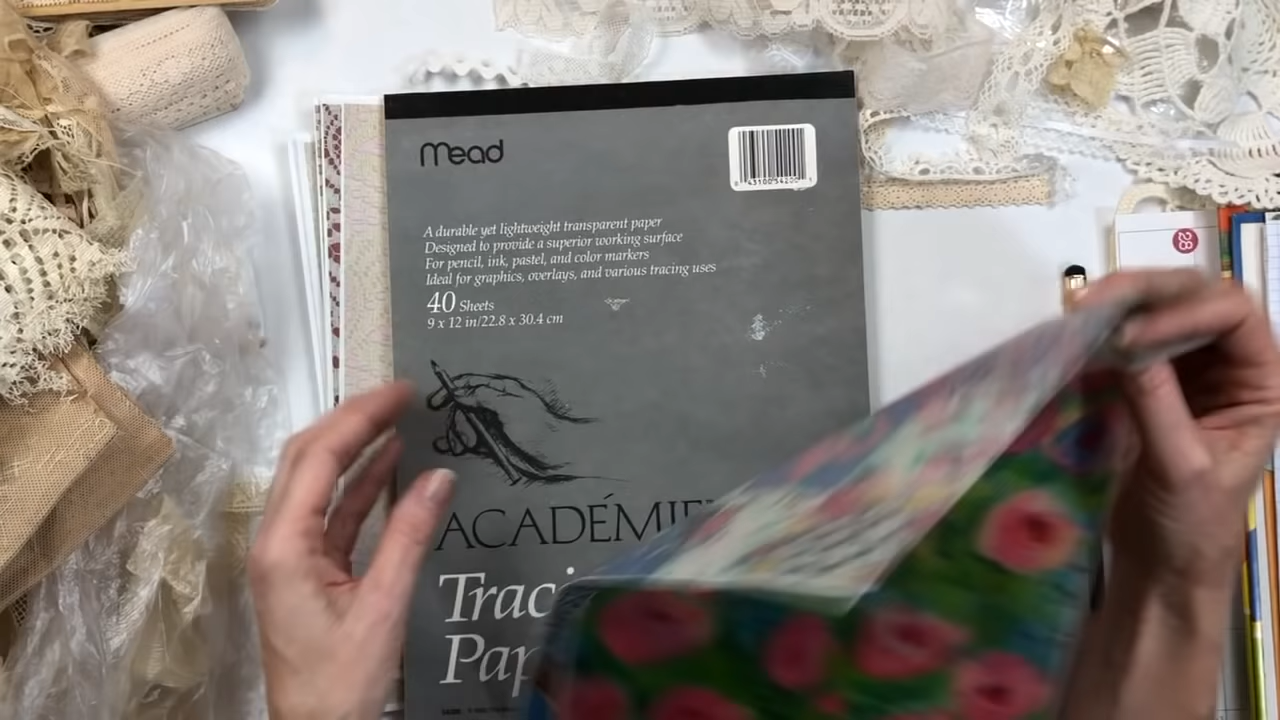 Mead
A durable yet lightweight transparent paper
Designed to provide a superior working surface
For pencil, ink, pastel, and color markers
Ideal for graphics, overlays, and various tracing uses
40 Sheets
9 x 12 in/22.8 x 30.4 cm
ACADÉMIE
Traci
Pap
28